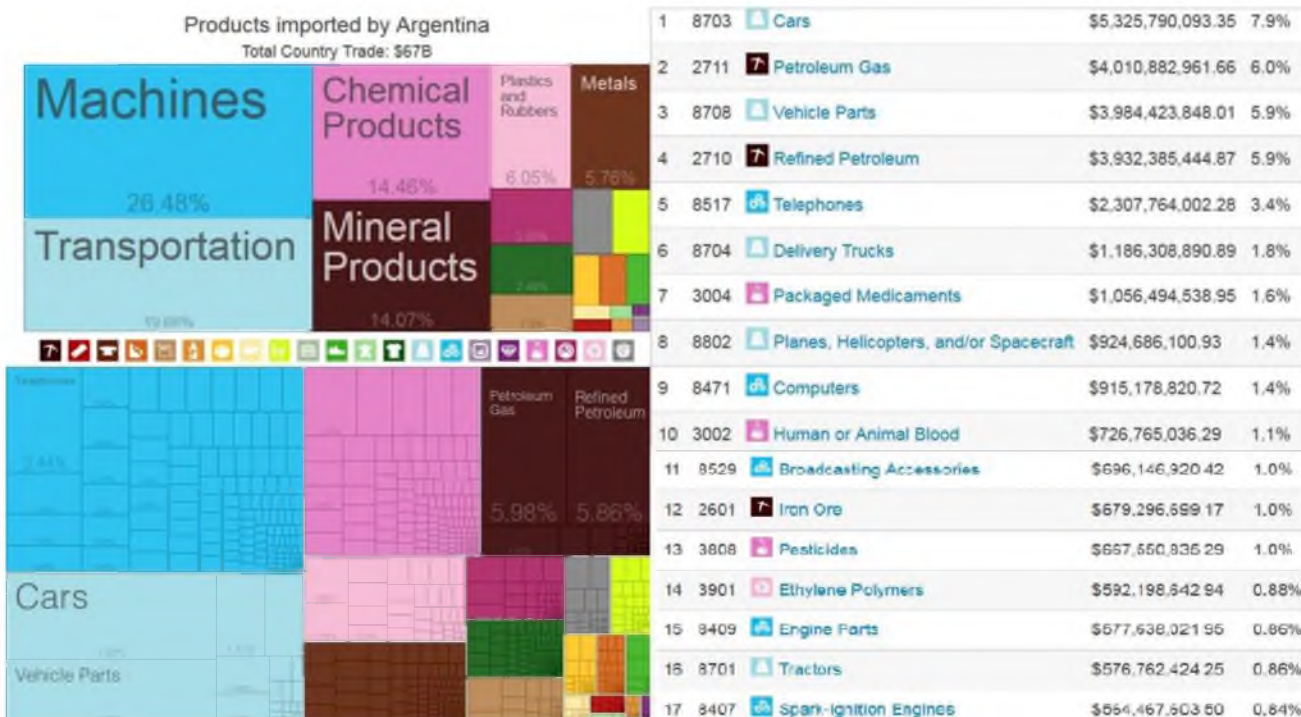 Products imported by Argentina
Total Country Trade: $67B
Machines
26.48%
Chemical
Products
14.46%
Plastics
and
Rubbers
6.05%
Metals
5.76%
Transportation
Mineral
Products
14.07%
Petroleum
Gas
5.98%
Refined
Petroleum
5.86%
Cars
Vehicle Parts
1 8703 Cars $5,325,790,093.35 7.9%
2 2711 Petroleum Gas $4,010,882,961.66 6.0%
3 8708 Vehicle Parts $3,984,423,848.01 5.9%
4 2710 Refined Petroleum $3,932,385,444.87 5.9%
5 8517 Telephones $2,307,764,002.28 3.4%
6 8704 Delivery Trucks $1,186,308,890.89 1.8%
7 3004 Packaged Medicaments $1,056,494,538.95 1.6%
8 8802 Planes, Helicopters, and/or Spacecraft $924,686,100.93 1.4%
9 8471 Computers $915,178,820.72 1.4%
10 3002 Human or Animal Blood $726,765,036.29 1.1%
11 8529 Broadcasting Accessories $696,146,920.42 1.0%
12 2601 Iron Ore $679,296,699.17 1.0%
13 3808 Pesticides $667,550,835.29 1.0%
14 3901 Ethylene Polymers $592,198,642.94 0.88%
15 8409 Engine Parts $577,638,021.95 0.86%
16 8701 Tractors $576,762,424.25 0.86%
17 8407 Spark-Ignition Engines $564,467,603.50 0.84%